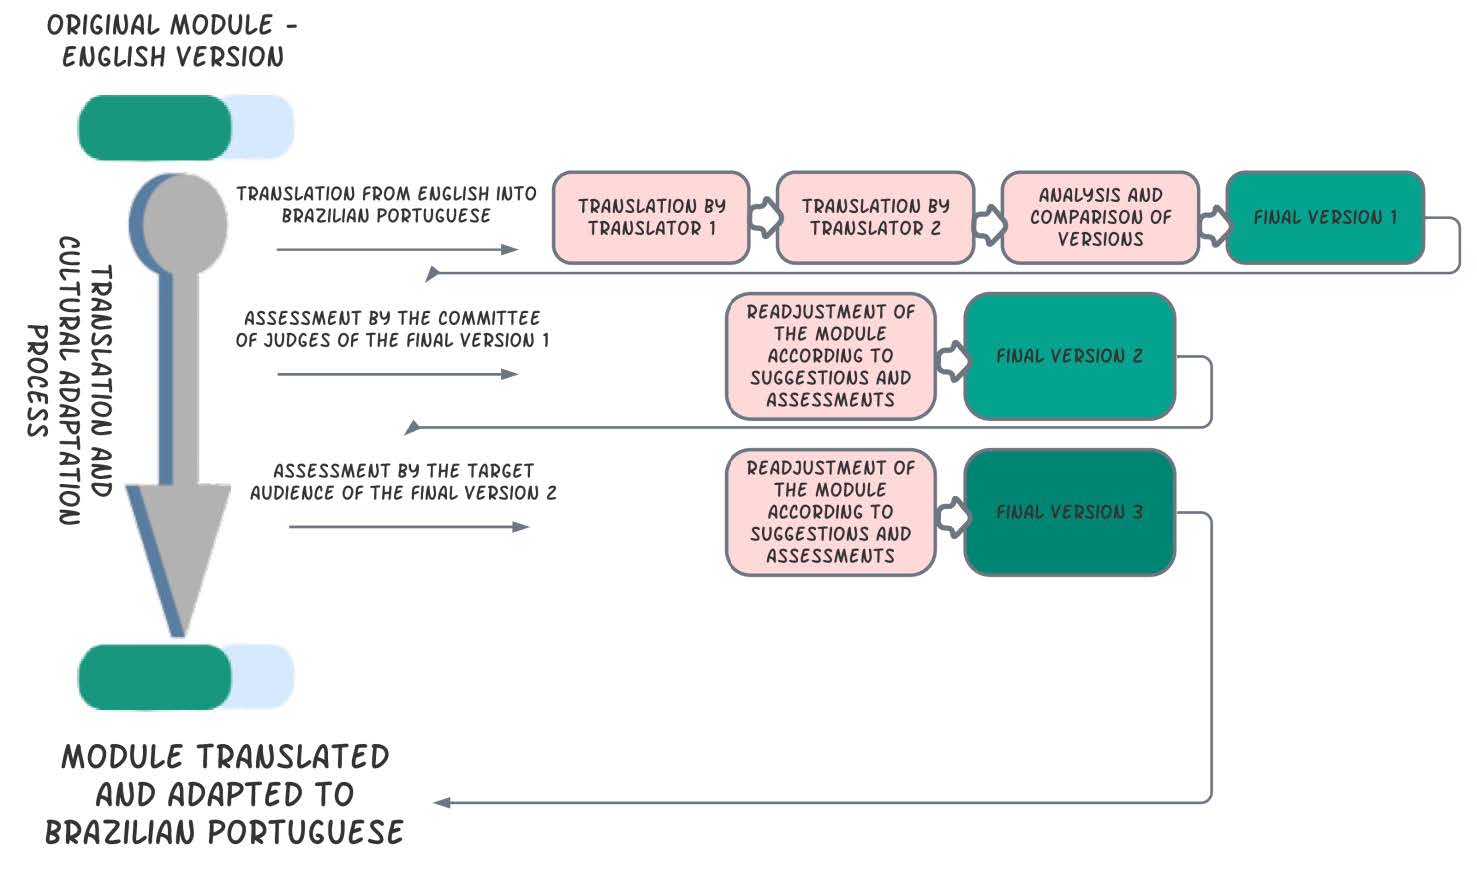 ORIGINAL MODULE -
ENGLISH VERSION
TRANSLATION AND
CULTURAL ADAPTATION
PROCESS
TRANSLATION FROM ENGLISH INTO
BRAZILIAN PORTUGUESE
TRANSLATION BY
TRANSLATOR 1
TRANSLATION BY
TRANSLATOR 2
ANALYSIS AND
COMPARISON OF
VERSIONS
FINAL VERSION 1
ASSESSMENT BY THE COMMITTEE
OF JUDGES OF THE FINAL VERSION 1
READJUSTMENT OF
THE MODULE
ACCORDING TO
SUGGESTIONS AND
ASSESSMENTS
FINAL VERSION 2
ASSESSMENT BY THE TARGET
AUDIENCE OF THE FINAL VERSION 2
READJUSTMENT OF
THE MODULE
ACCORDING TO
SUGGESTIONS AND
ASSESSMENTS
FINAL VERSION 3
MODULE TRANSLATED
AND ADAPTED TO
BRAZILIAN PORTUGUESE